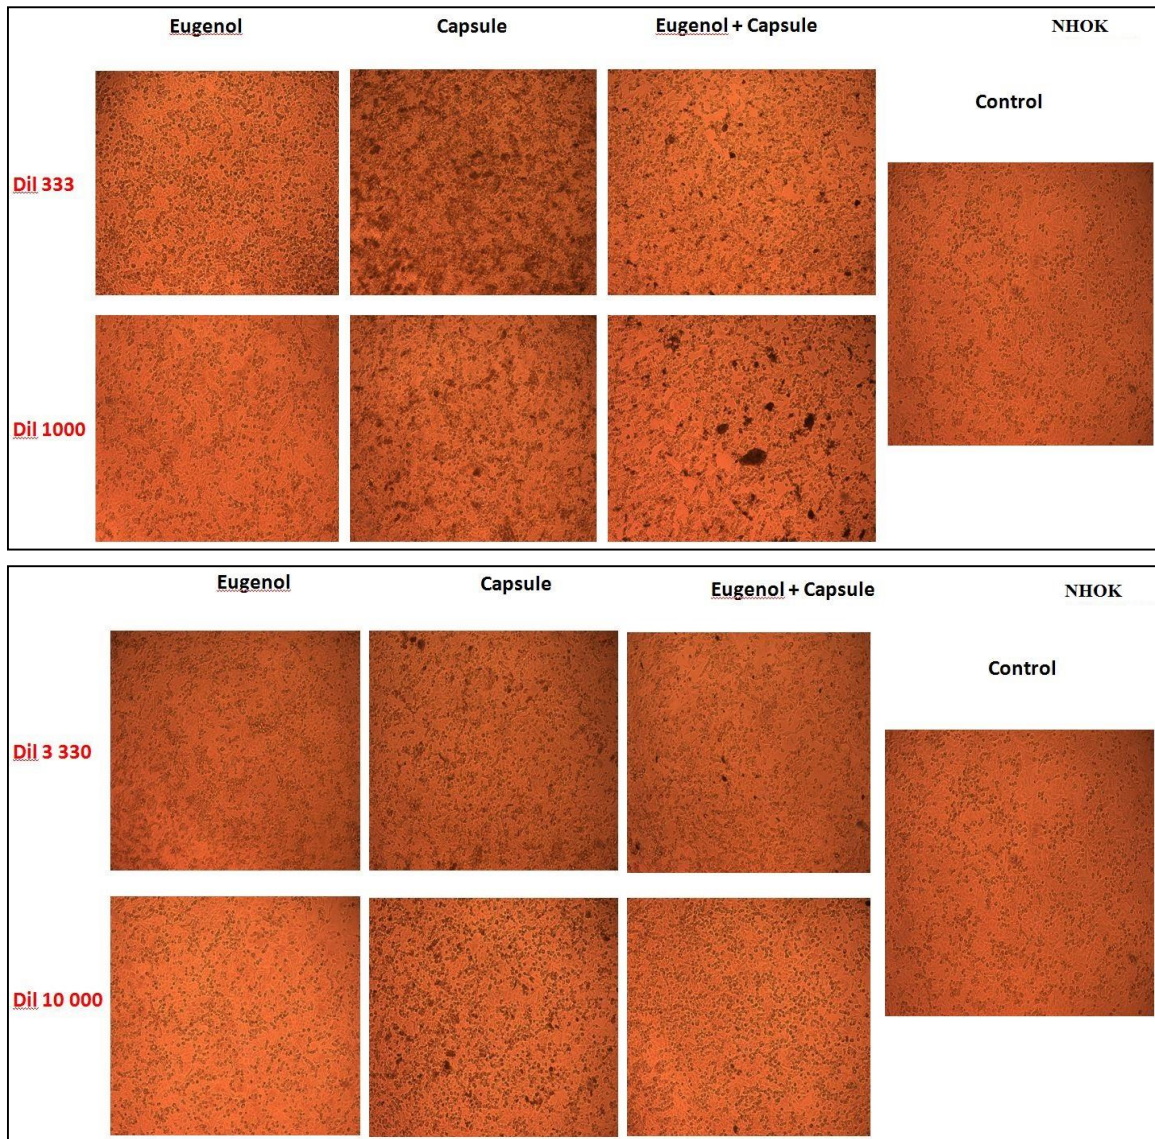 Eugenol Capsule Eugenol + Capsule NHOK
Control
Dil 333
Dil 1000
Eugenol Capsule Eugenol + Capsule NHOK
Control
Dil 3 330
Dil 10 000